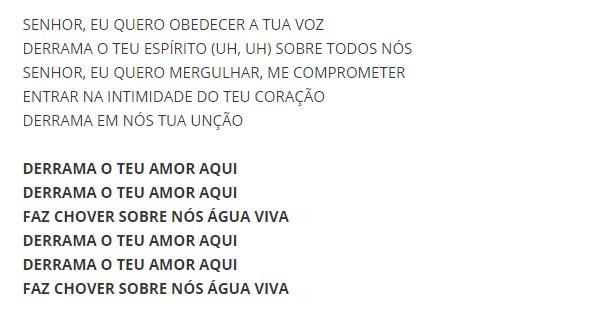 SENHOR, EU QUERO OBEDECER A TUA VOZ
DERRAMA O TEU ESPÍRITO (UH, UH) SOBRE TODOS NÓS
SENHOR, EU QUERO MERGULHAR, ME COMPROMETER
ENTRAR NA INTIMIDADE DO TEU CORAÇÃO
DERRAMA EM NÓS TUA UNÇÃO

DERRAMA O TEU AMOR AQUI
DERRAMA O TEU AMOR AQUI
FAZ CHOVER SOBRE NÓS ÁGUA VIVA
DERRAMA O TEU AMOR AQUI
DERRAMA O TEU AMOR AQUI
FAZ CHOVER SOBRE NÓS ÁGUA VIVA